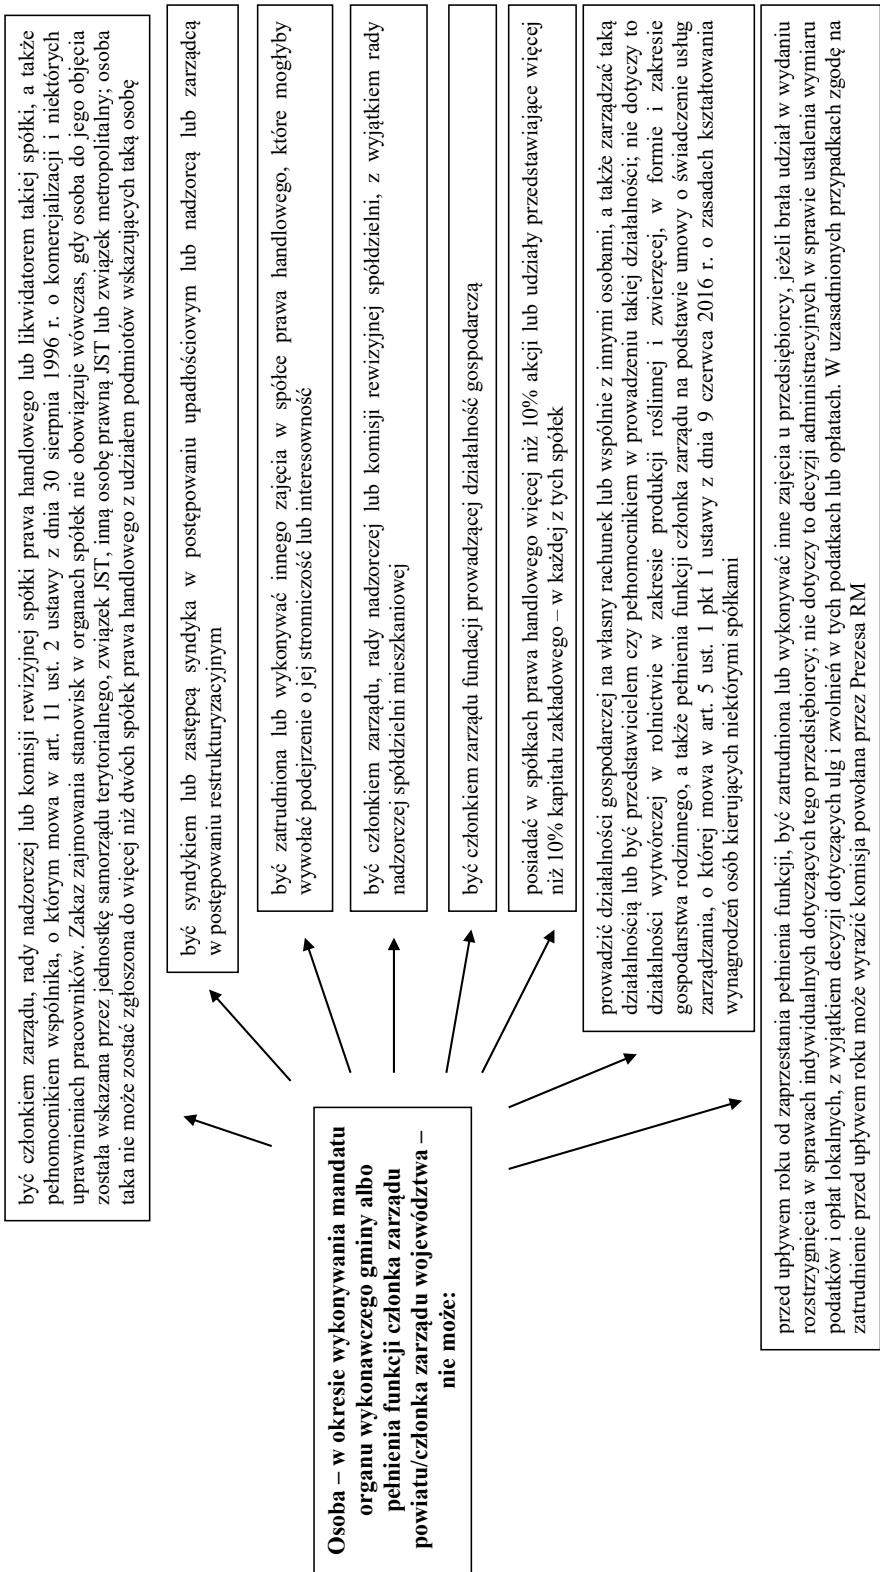 Osoba – w okresie wykonywania mandatu
organu wykonawczego gminy albo
pełnienia funkcji członka zarządu
powiatu/członka zarządu województwa –
nie może:
być członkiem zarządu, rady nadzorczej lub komisji rewizyjnej spółki prawa handlowego lub likwidatorem takiej spółki, a także
pełnomocnikiem wspólnika, o którym mowa w art. 11 ust. 2 ustawy z dnia 30 sierpnia 1996 r. o komercjalizacji i niektórych
uprawnieniach pracowników. Zakaz zajmowania stanowisk w organach spółek nie obowiązuje wówczas, gdy osoba do jego objęcia
została wskazana przez jednostkę samorządu terytorialnego, związek JST, inną osobę prawną JST lub związek metropolitalny; osoba
taka nie może zostać zgłoszona do więcej niż dwóch spółek prawa handlowego z udziałem podmiotów wskazujących taką osobę
być syndykiem lub zastępcą syndyka w postępowaniu upadłościowym lub nadzorcą lub zarządcą
w postępowaniu restrukturyzacyjnym
być zatrudniona lub wykonywać innego zajęcia w spółce prawa handlowego, które mogłyby
wywołać podejrzenie o jej stronniczość lub interesowność
być członkiem zarządu, rady nadzorczej lub komisji rewizyjnej spółdzielni, z wyjątkiem rady
nadzorczej spółdzielni mieszkaniowej
być członkiem zarządu fundacji prowadzącej działalność gospodarczą
posiadać w spółkach prawa handlowego więcej niż 10% akcji lub udziały przedstawiające więcej
niż 10% kapitału zakładowego – w każdej z tych spółek
prowadzić działalności gospodarczej na własny rachunek lub wspólnie z innymi osobami, a także zarządzać taką
działalnością lub być przedstawicielem czy pełnomocnikiem w prowadzeniu takiej działalności; nie dotyczy to
działalności wytwórczej w rolnictwie w zakresie produkcji roślinnej i zwierzęcej, w formie i zakresie
gospodarstwa rodzinnego, a także pełnienia funkcji członka zarządu na podstawie umowy o świadczenie usług
zarządzania, o której mowa w art. 5 ust. 1 pkt 1 ustawy z dnia 9 czerwca 2016 r. o zasadach kształtowania
wynagrodzeń osób kierujących niektórymi spółkami
przed upływem roku od zaprzestania pełnienia funkcji, być zatrudniona lub wykonywać inne zajęcia u przedsiębiorcy, jeżeli brała udział w wydaniu
rozstrzygnięcia w sprawach indywidualnych dotyczących tego przedsiębiorcy; nie dotyczy to decyzji administracyjnych w sprawie ustalenia wymiaru
podatków i opłat lokalnych, z wyjątkiem decyzji dotyczących ulg i zwolnień w tych podatkach lub opłatach. W uzasadnionych przypadkach zgodę na
zatrudnienie przed upływem roku może wyrazić komisja powołana przez Prezesa RM